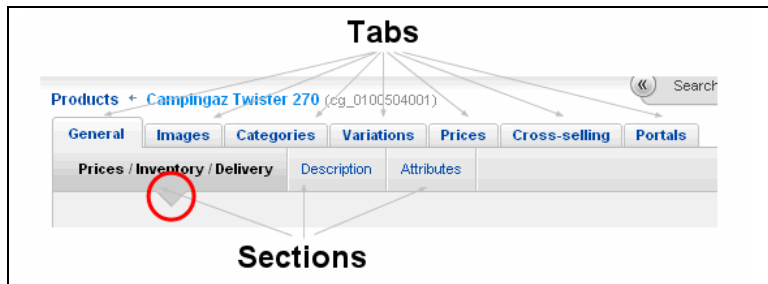 Tabs
Search
Products ← Campingaz Twister 270 (cg_0100504001)
General Images Categories Variations Prices Cross-selling Portals
Prices / Inventory / Delivery Description Attributes
Sections